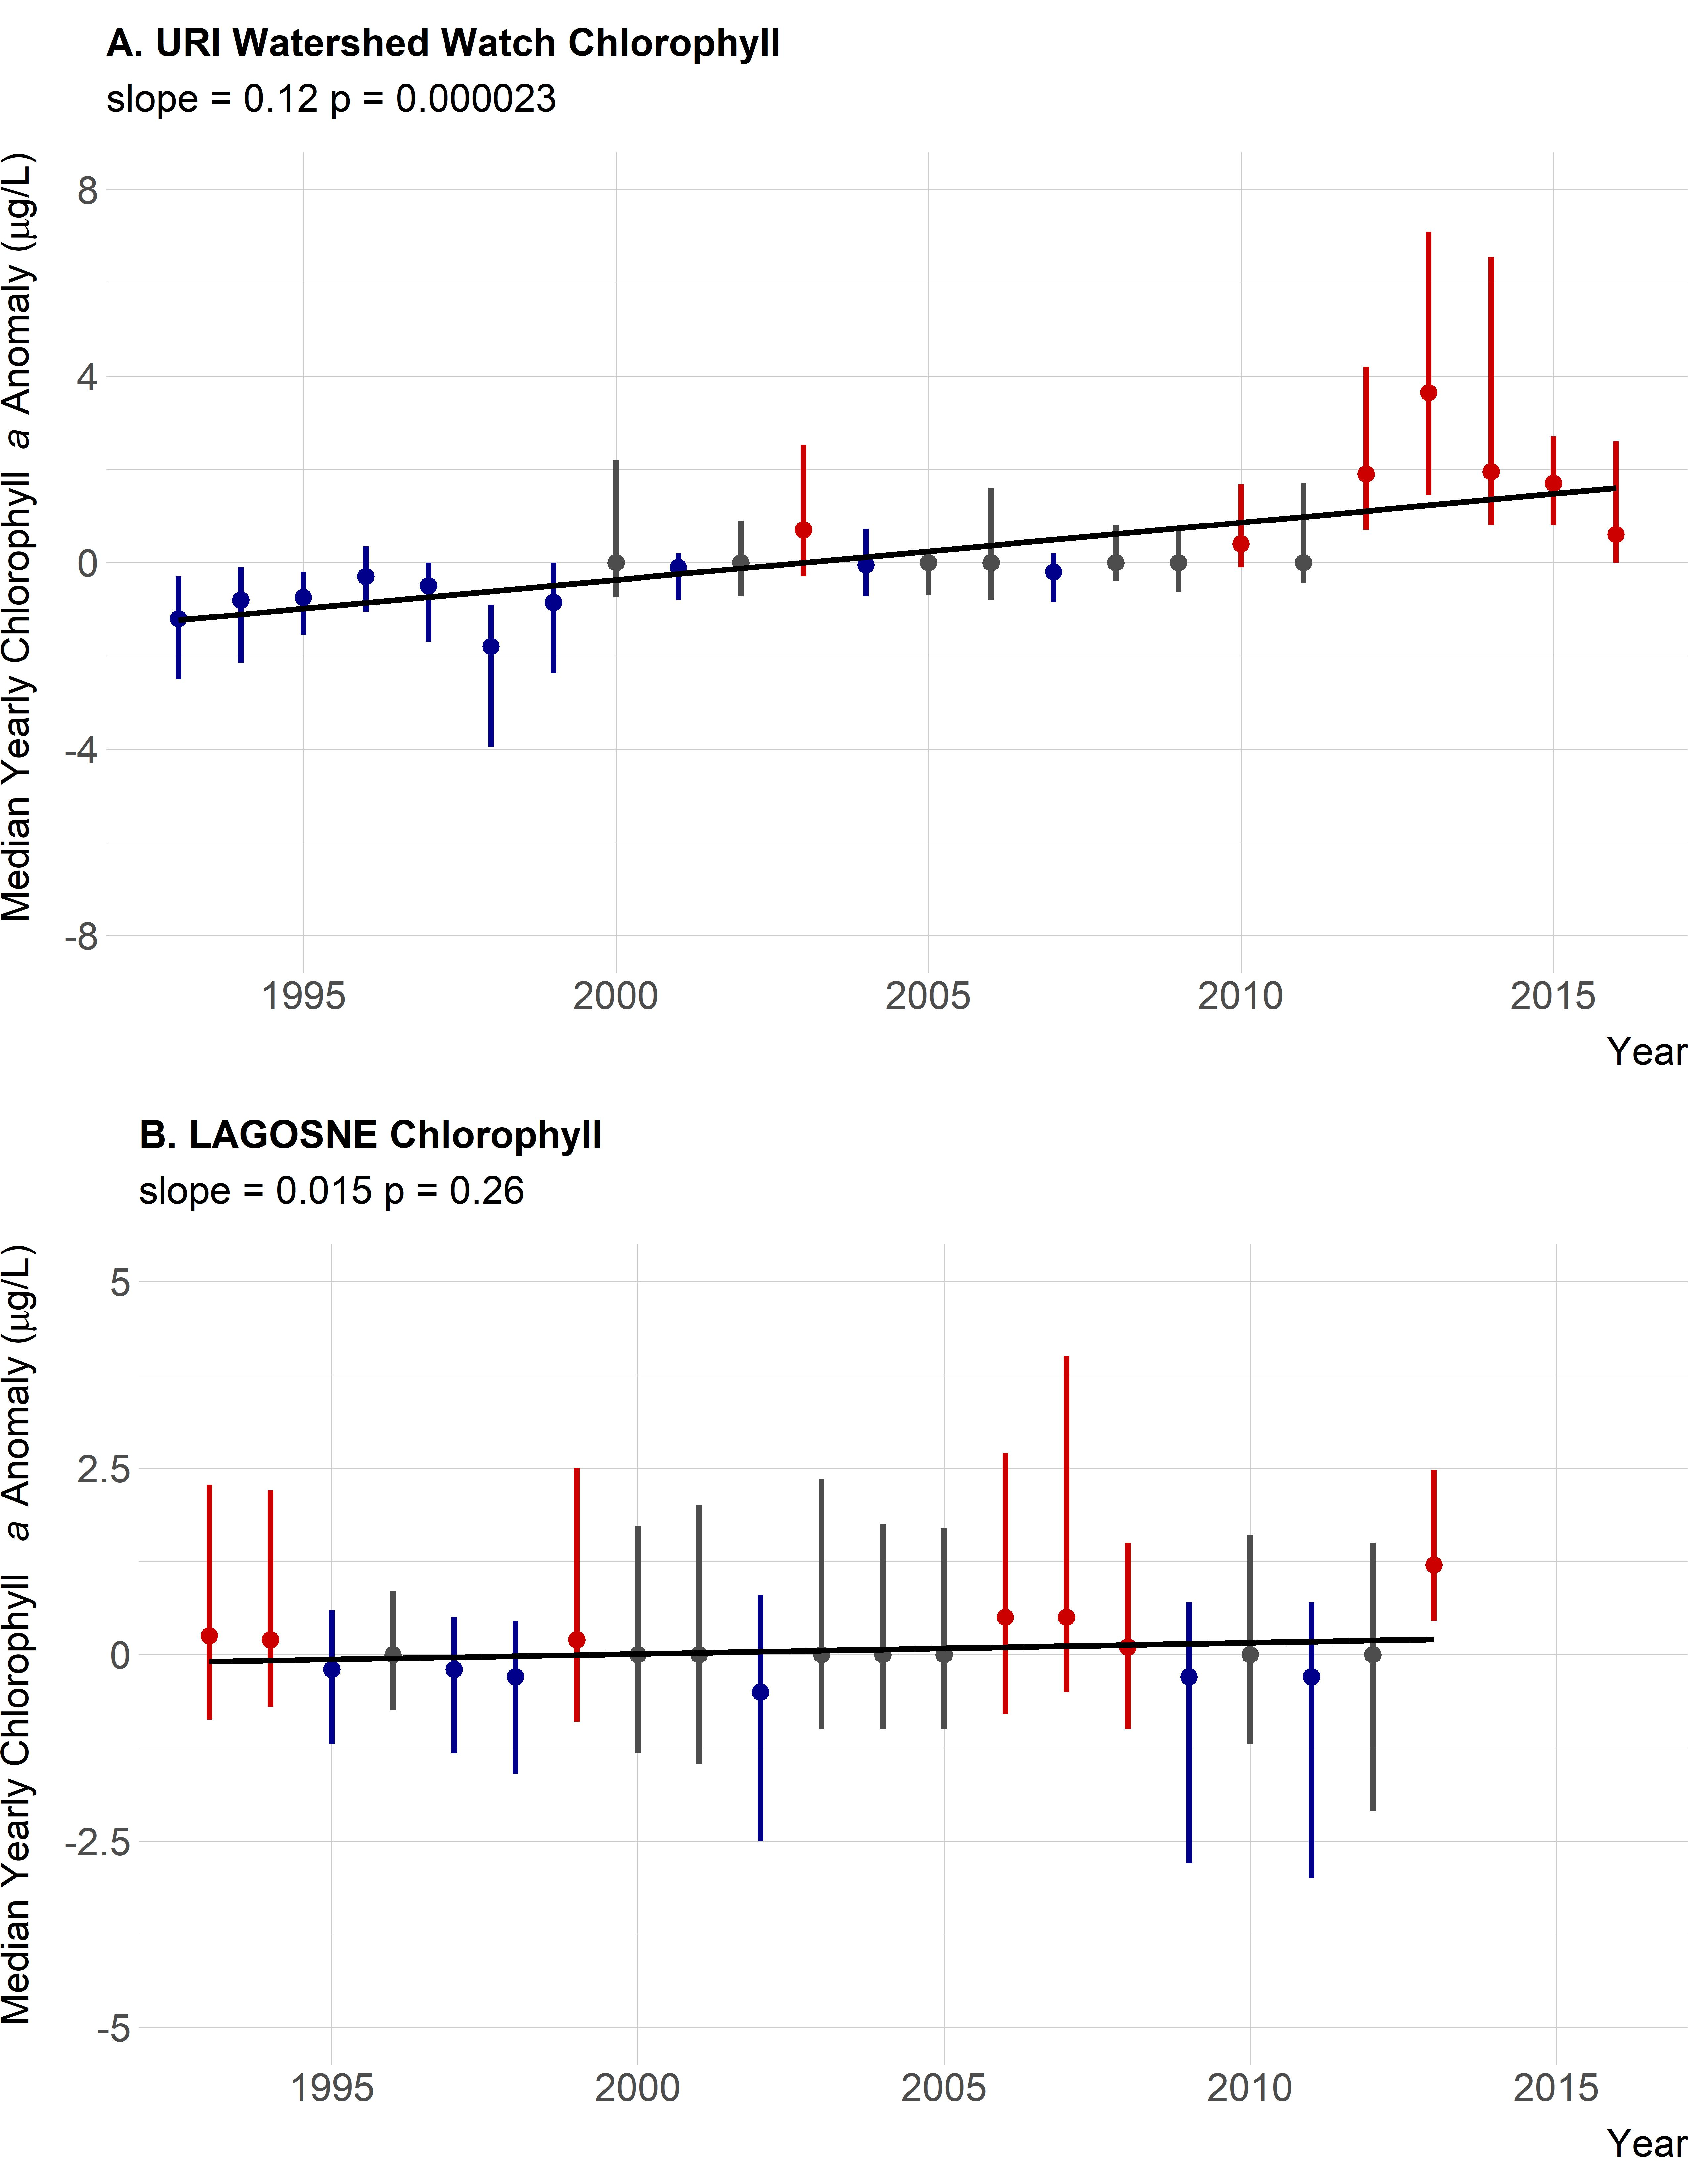 A. URI Watershed Watch Chlorophyll
slope = 0.12 p = 0.000023
Median Yearly Chlorophyll a Anomaly (μg/L)
8
4
0
-4
-8
1995 2000 2005 2010 2015
Year
B. LAGOSNE Chlorophyll
slope = 0.015 p = 0.26
Median Yearly Chlorophyll a Anomaly (μg/L)
5
2.5
0
-2.5
-5
1995 2000 2005 2010 2015
Year